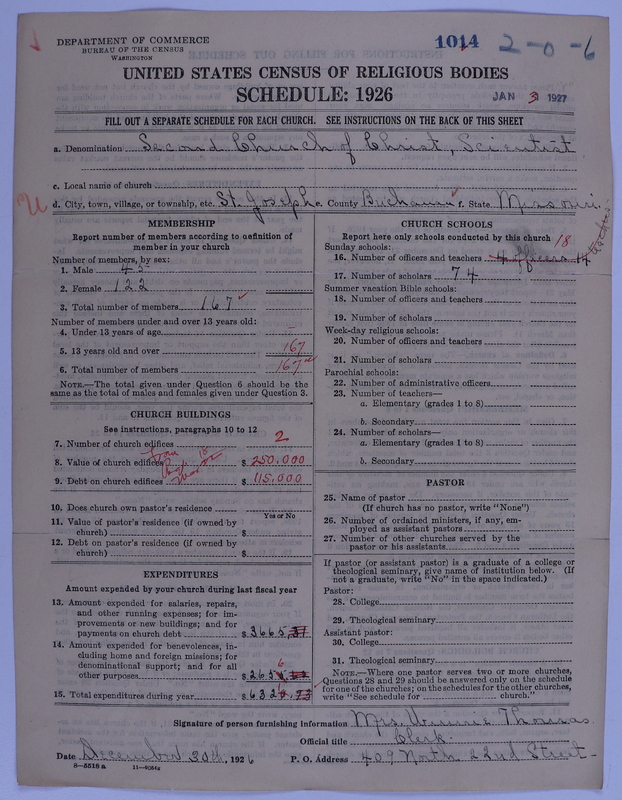 DEPARTMENT OF COMMERCE
BUREAU OF THE CENSUS
WASHINGTON
1014 2-0-6
UNITED STATES CENSUS OF RELIGIOUS BODIES
SCHEDULE: 1926
JAN 3 1927
FILL OUT A SEPARATE SCHEDULE FOR EACH CHURCH. SEE INSTRUCTIONS ON THE BACK OF THIS SHEET
a. Denomination Second Church of Christ, Scientist
c. Local name of church
d. City, town, village, or township, etc. St. Joseph e. County Buchanan f. State Missouri.
MEMBERSHIP
Report number of members according to definition of
member in your church
Number of members, by sex:
1. Male 45
2. Female 122
3. Total number of members 167
Number of members under and over 13 years old:
4. Under 13 years of age —
5. 13 years old and over 167
6. Total number of members 167
NOTE.—The total given under Question 6 should be the
same as the total of males and females given under Question 3.
CHURCH BUILDINGS
See instructions, paragraphs 10 to 12
7. Number of church edifices 2
8. Value of church edifices $ 250.000
9. Debt on church edifices $ 115.000
10. Does church own pastor's residence
Yes or No
11. Value of pastor's residence (if owned by
church) $
12. Debt on pastor's residence (if owned by
church) $
EXPENDITURES
Amount expended by your church during last fiscal year
13. Amount expended for salaries, repairs,
and other running expenses; for im-
provements or new buildings; and for
payments on church debt $ 3665.31
14. Amount expended for benevolences, in-
cluding home and foreign missions; for
denominational support; and for all
other purposes $ 265
15. Total expenditures during year $ 632
CHURCH SCHOOLS
Report here only schools conducted by this church
Sunday schools: 18
16. Number of officers and teachers 4 officers 14 teachers
17. Number of scholars 74
Summer vacation Bible schools:
18. Number of officers and teachers
19. Number of scholars
Week-day religious schools:
20. Number of officers and teachers
21. Number of scholars
Parochial schools:
22. Number of administrative officers
23. Number of teachers—
a. Elementary (grades 1 to 8)
b. Secondary
24. Number of scholars—
a. Elementary (grades 1 to 8)
b. Secondary
PASTOR
25. Name of pastor
(If church has no pastor, write "None")
26. Number of ordained ministers, if any, em-
ployed as assistant pastors
27. Number of other churches served by the
pastor or his assistants
If pastor (or assistant pastor) is a graduate of a college or
theological seminary, give name of institution below. (If
not a graduate, write "No" in the space indicated.)
Pastor:
28. College
29. Theological seminary
Assistant pastor:
30. College
31. Theological seminary
NOTE.—Where one pastor serves two or more churches,
Questions 28 and 29 should be answered only on the schedule
for one of the churches; on the schedules for the other churches,
write "See schedule for church."
Signature of person furnishing information Mrs. Thomas
Official title Clerk.
Date December 30th, 1926 P. O. Address 409 North 22nd Street
8—5518 a